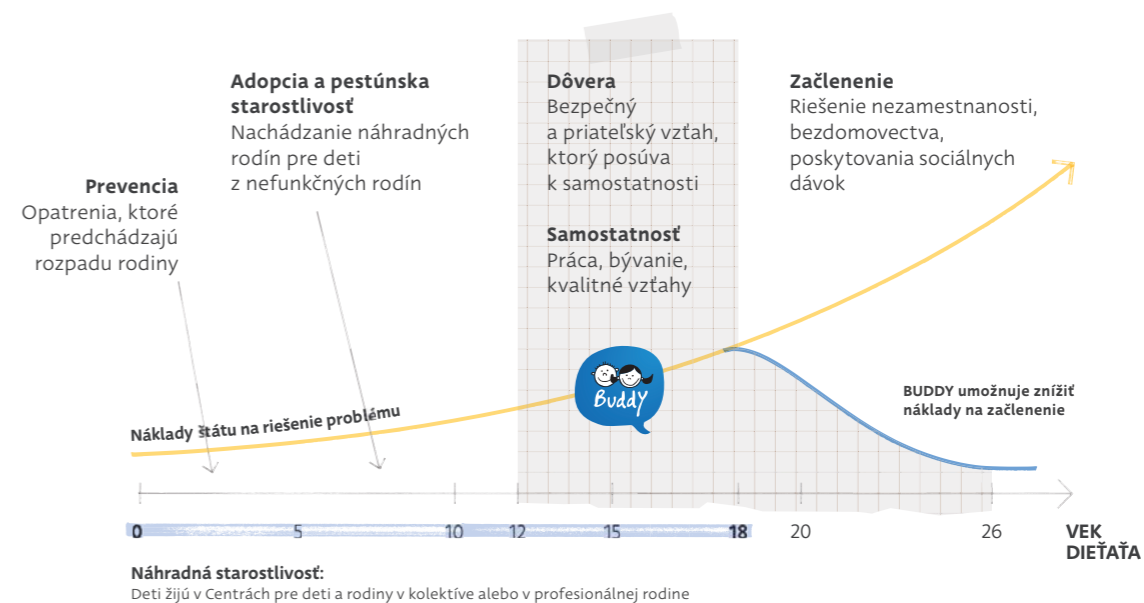 Prevencia
Opatrenia, ktoré
predchádzajú
rozpadu rodiny
Adopcia a pestúnska
starostlivosť
Nachádzanie náhradných
rodín pre deti
z nefunkčných rodín
Dôvera
Bezpečný
a priateľský vzťah,
ktorý posúva
k samostatnosti
Samostatnosť
Práca, bývanie,
kvalitné vzťahy
Začlenenie
Riešenie nezamestnanosti,
bezdomovectva,
poskytovania sociálnych
dávok
Buddy
BUDDY umožnuje znížiť
náklady na začlenenie
Náklady štátu na riešenie problému
0 5 10 12 15 18 20 26
VEK
DIEŤAŤA
Náhradná starostlivosť:
Deti žijú v Centrách pre deti a rodiny v kolektíve alebo v profesionálnej rodine